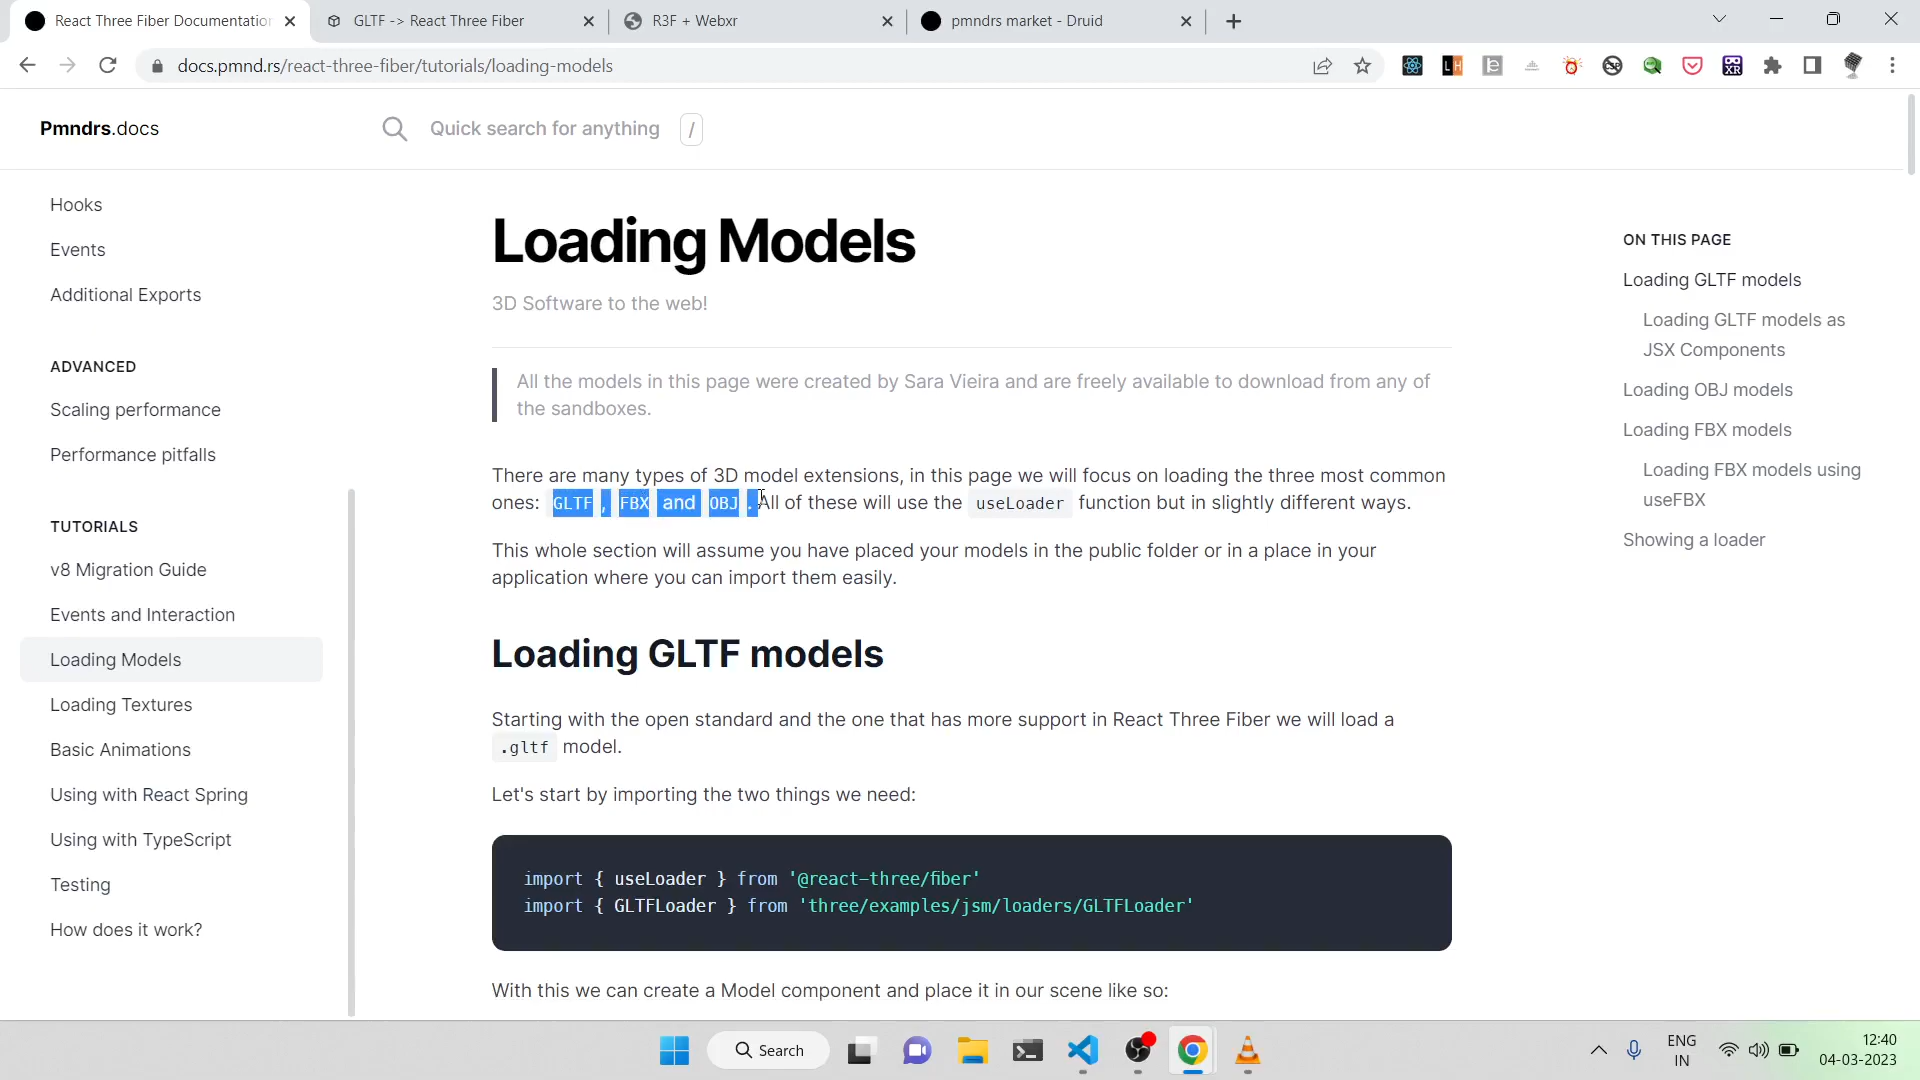 React Three Fiber Documentation
GLTF -> React Three Fiber
R3F + Webxr
pmndrs market - Druid
docs.pmnd.rs/react-three-fiber/tutorials/loading-models
Pmndrs.docs
Quick search for anything
/
Hooks
Events
Additional Exports
ADVANCED
Scaling performance
Performance pitfalls
TUTORIALS
v8 Migration Guide
Events and Interaction
Loading Models
Loading Textures
Basic Animations
Using with React Spring
Using with TypeScript
Testing
How does it work?
Loading Models
3D Software to the web!
All the models in this page were created by Sara Vieira and are freely available to download from any of
the sandboxes.
There are many types of 3D model extensions, in this page we will focus on loading the three most common
ones: GLTF , FBX and OBJ . All of these will use the useLoader function but in slightly different ways.
This whole section will assume you have placed your models in the public folder or in a place in your
application where you can import them easily.
Loading GLTF models
Starting with the open standard and the one that has more support in React Three Fiber we will load a
.gltf model.
Let's start by importing the two things we need:
import { useLoader } from '@react-three/fiber'
import { GLTFLoader } from 'three/examples/jsm/loaders/GLTFLoader'
With this we can create a Model component and place it in our scene like so:
ON THIS PAGE
Loading GLTF models
Loading GLTF models as
JSX Components
Loading OBJ models
Loading FBX models
Loading FBX models using
useFBX
Showing a loader
Search
ENG
IN
12:40
04-03-2023